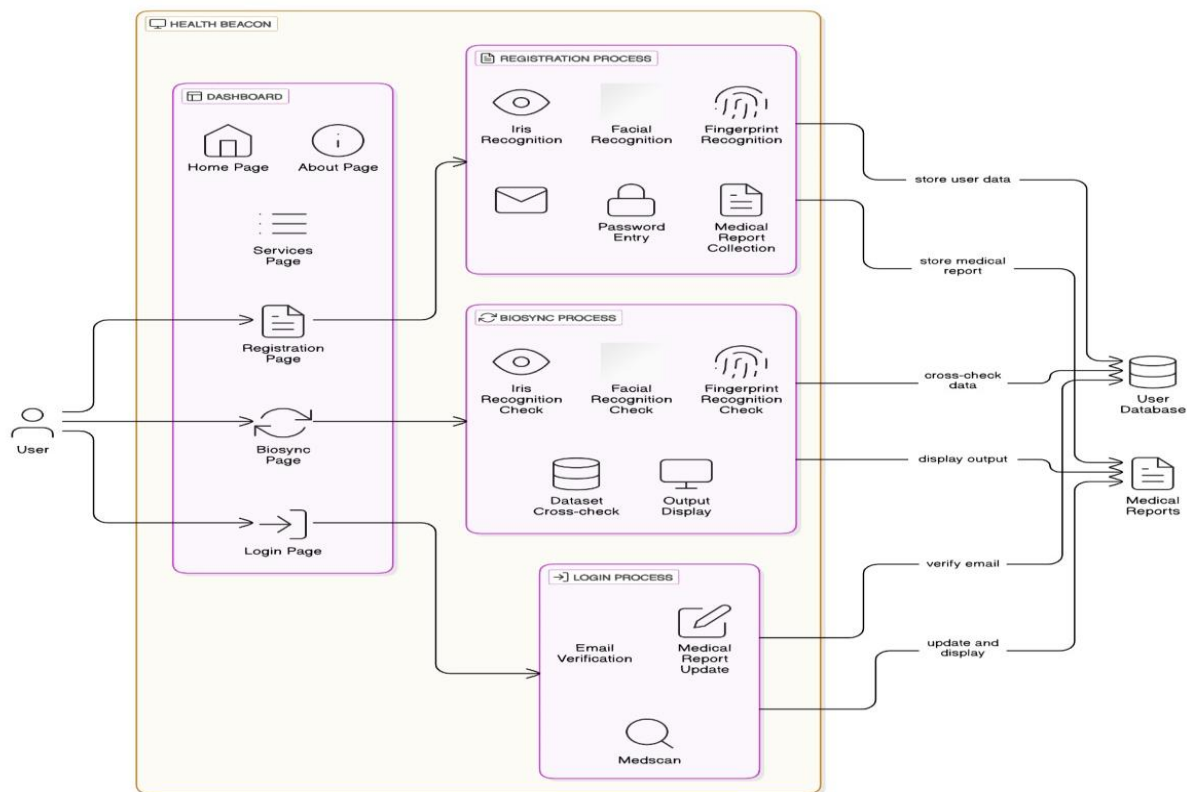 HEALTH BEACON
DASHBOARD
Home Page
About Page
Services
Page
Registration
Page
Biosync
Page
Login Page
User
REGISTRATION PROCESS
Iris
Recognition
Facial
Recognition
Fingerprint
Recognition
Password
Entry
Medical
Report
Collection
BIOSYNC PROCESS
Iris
Recognition
Check
Facial
Recognition
Check
Fingerprint
Recognition
Check
Dataset
Cross-check
Output
Display
LOGIN PROCESS
Email
Verification
Medical
Report
Update
Medscan
store user data
store medical
report
cross-check
data
display output
verify email
update and
display
User
Database
Medical
Reports